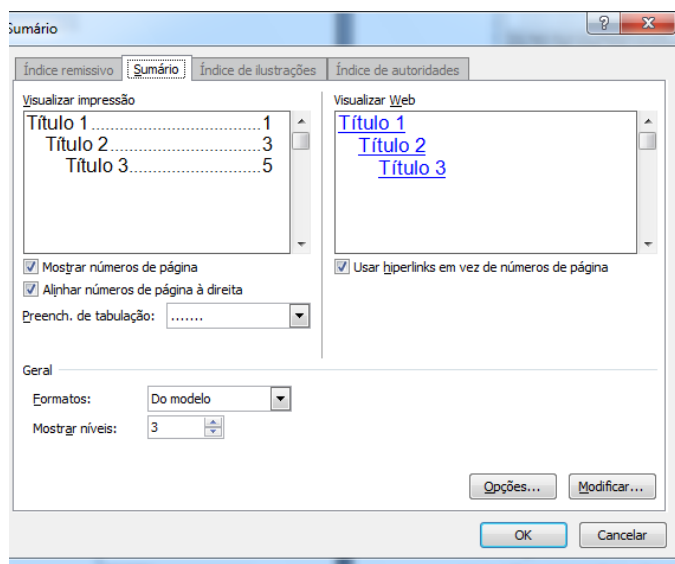 Sumário
Índice remissivo Sumário Índice de ilustrações Índice de autoridades
Visualizar impressão
Título 1..............................1
Título 2...........................3
Título 3........................5
Mostrar números de página
Alinhar números de página à direita
Preench. de tabulação: .......
Visualizar Web
Título 1
Título 2
Título 3
Usar hiperlinks em vez de números de página
Geral
Formatos: Do modelo
Mostrar níveis: 3
Opções... Modificar...
OK Cancelar